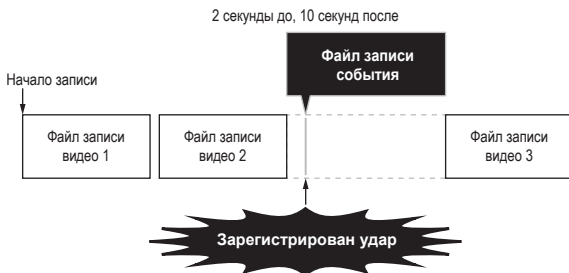 2 секунды до, 10 секунд после
Файл записи
события
Начало записи
Файл записи
видео 1
Файл записи
видео 2
Файл записи
видео 3
Зарегистрирован удар